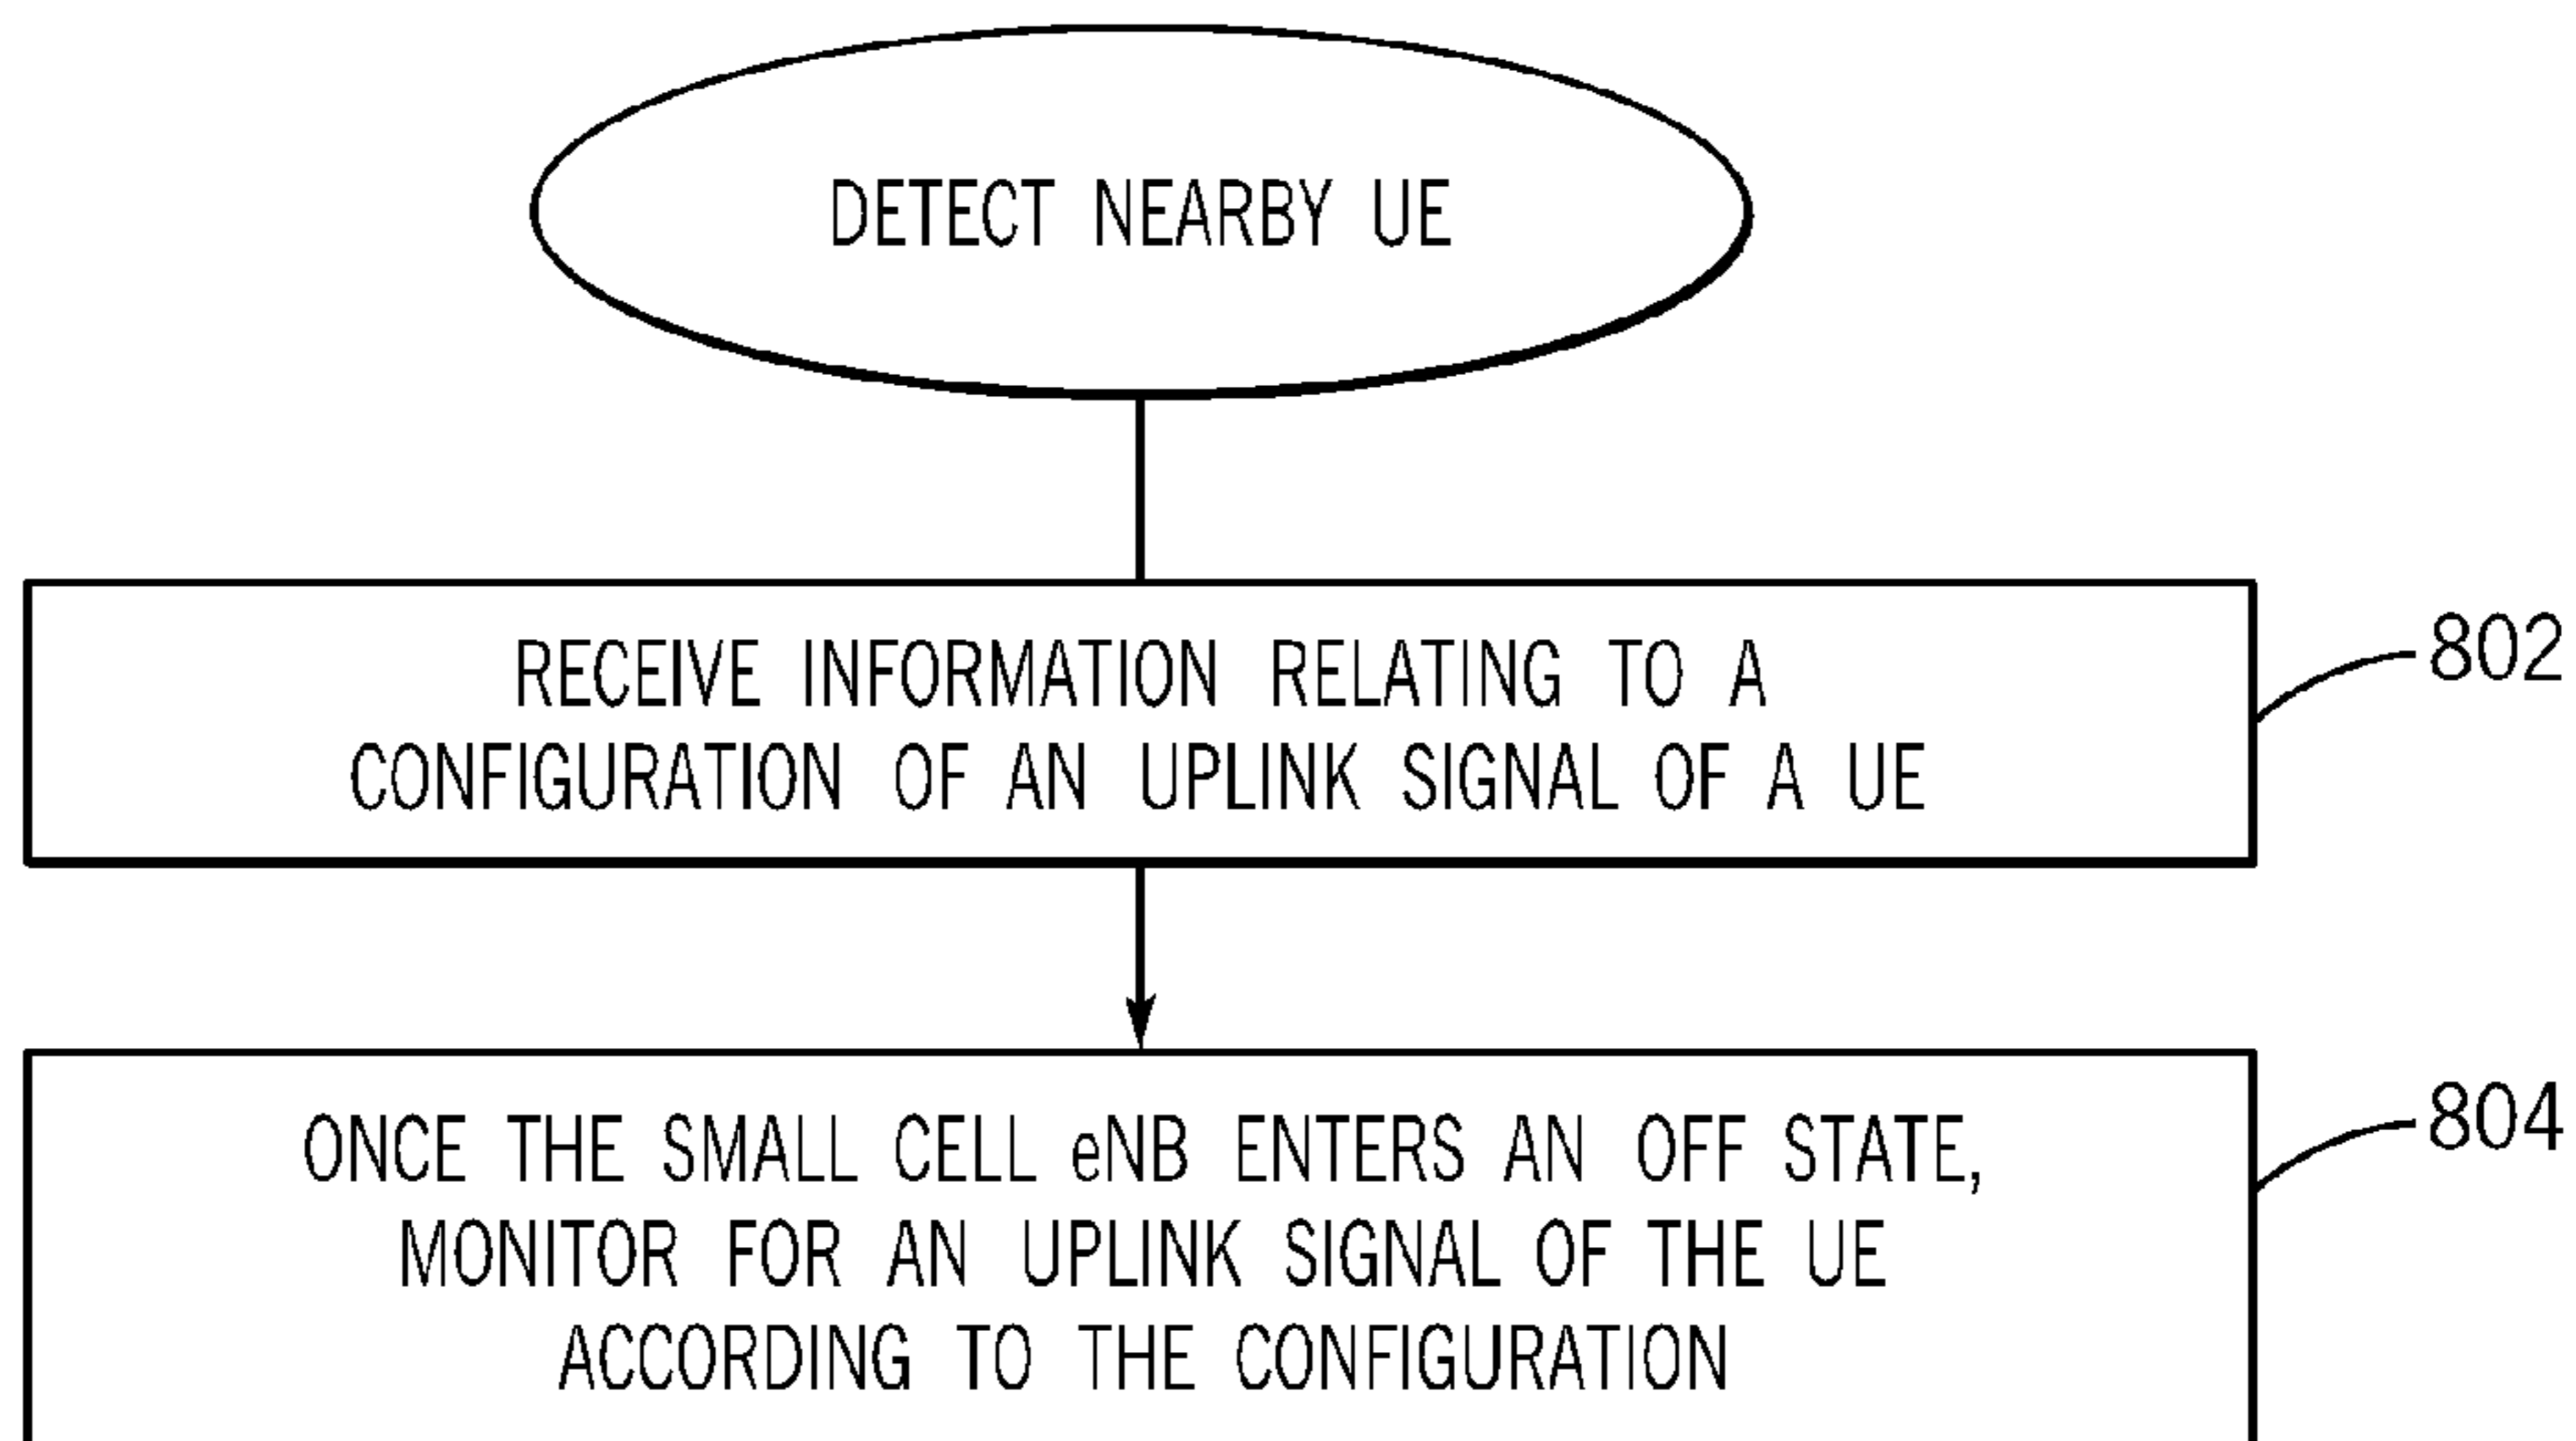 DETECT NEARBY UE
RECEIVE INFORMATION RELATING TO A
CONFIGURATION OF AN UPLINK SIGNAL OF A UE
802
ONCE THE SMALL CELL eNB ENTERS AN OFF STATE,
MONITOR FOR AN UPLINK SIGNAL OF THE UE
ACCORDING TO THE CONFIGURATION
804